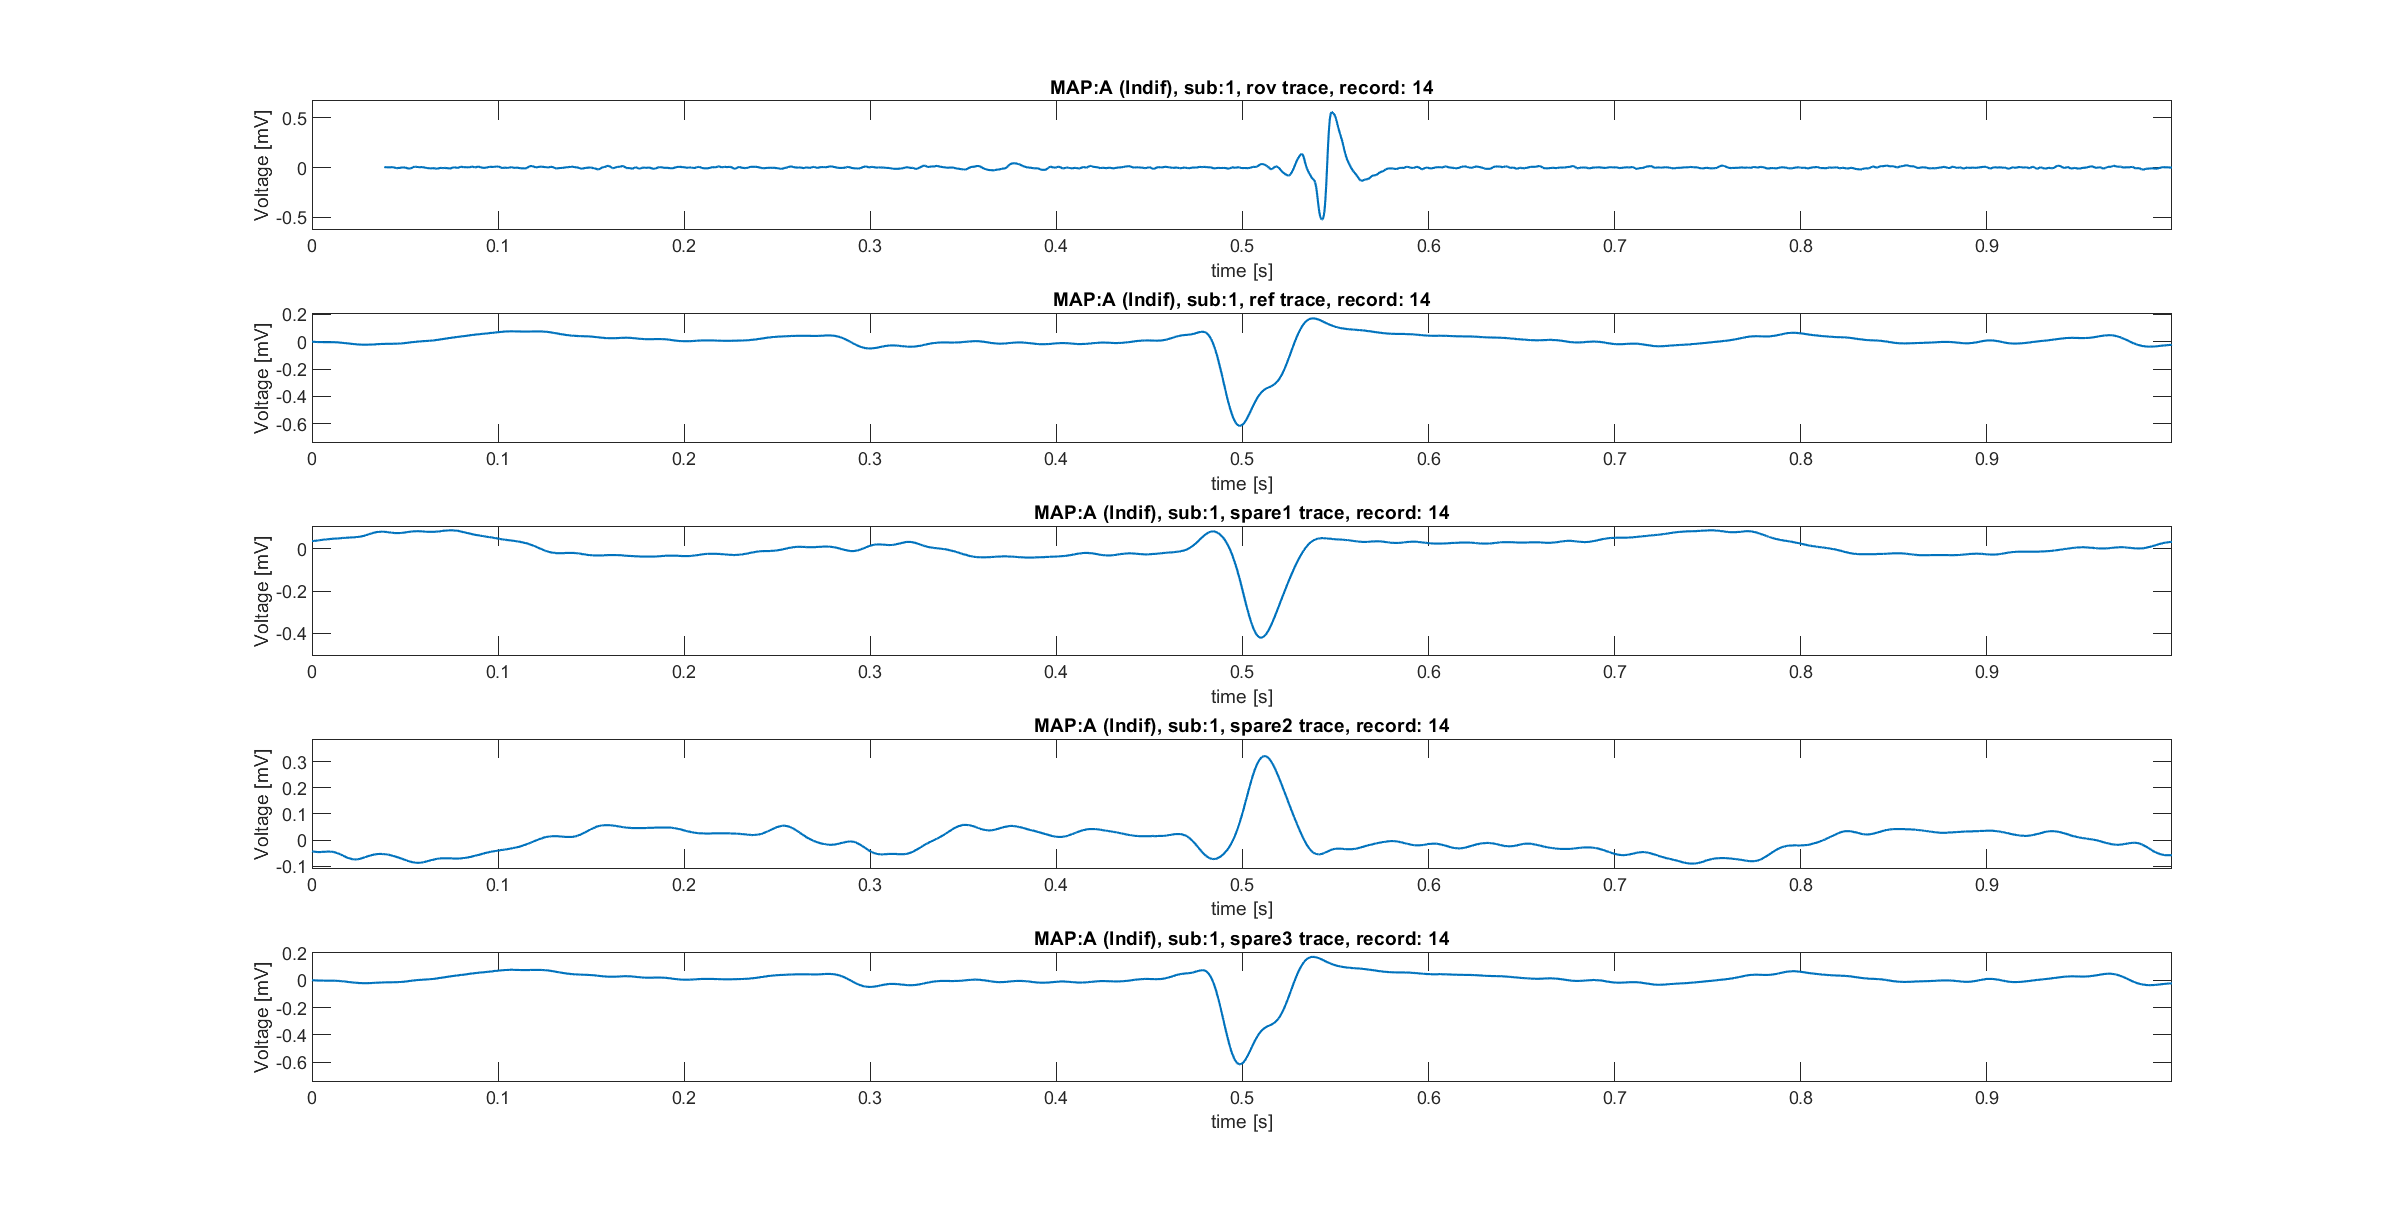 MAP:A (Indif), sub:1, rov trace, record: 14
Voltage [mV]
0.5
0
-0.5
0 0.1 0.2 0.3 0.4 0.5 0.6 0.7 0.8 0.9
time [s]
MAP:A (Indif), sub:1, ref trace, record: 14
Voltage [mV]
0.2
0
-0.2
-0.4
-0.6
0 0.1 0.2 0.3 0.4 0.5 0.6 0.7 0.8 0.9
time [s]
MAP:A (Indif), sub:1, spare1 trace, record: 14
Voltage [mV]
0
-0.2
-0.4
0 0.1 0.2 0.3 0.4 0.5 0.6 0.7 0.8 0.9
time [s]
MAP:A (Indif), sub:1, spare2 trace, record: 14
Voltage [mV]
0.3
0.2
0.1
0
-0.1
0 0.1 0.2 0.3 0.4 0.5 0.6 0.7 0.8 0.9
time [s]
MAP:A (Indif), sub:1, spare3 trace, record: 14
Voltage [mV]
0.2
0
-0.2
-0.4
-0.6
0 0.1 0.2 0.3 0.4 0.5 0.6 0.7 0.8 0.9
time [s]